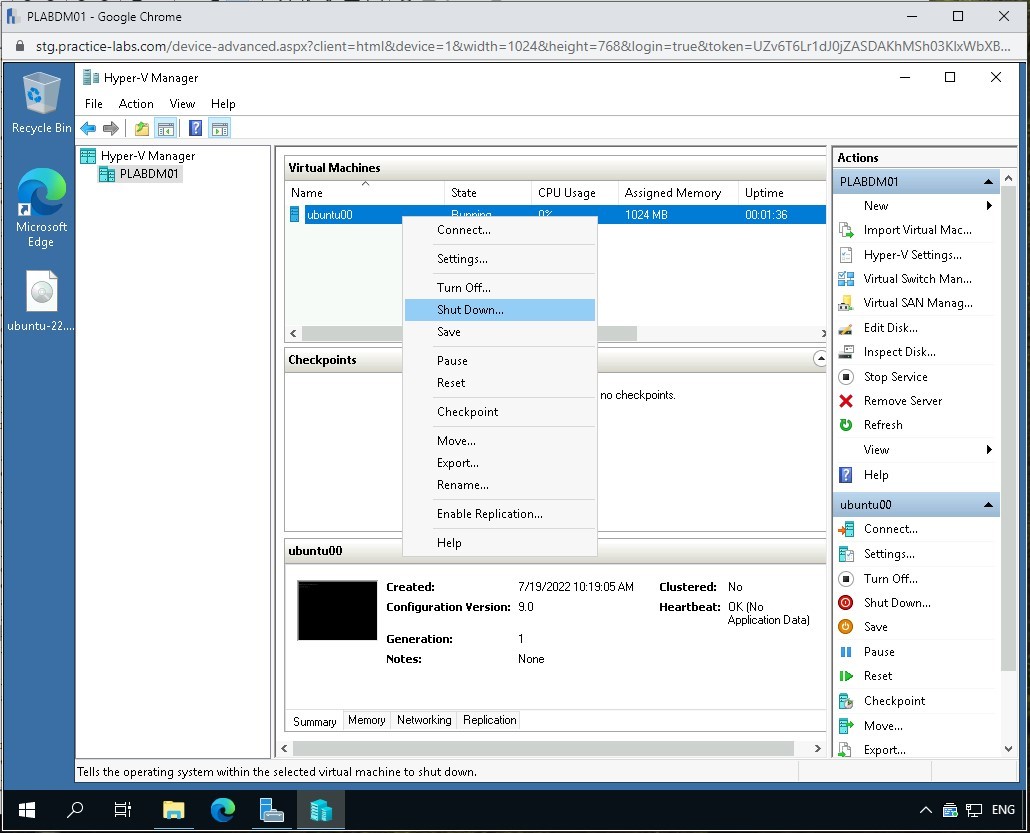 PLABDM01 - Google Chrome
stg.practice-labs.com/device-advanced.aspx?client=html&device=1&width=1024&height=768&login=true&token=UZv6T6Lr1dJ0jZASDAKhMSh03KlxWbXB...
Recycle Bin
Microsoft
Edge
ubuntu-22....
Hyper-V Manager
File Action View Help
Hyper-V Manager
PLABDM01
Virtual Machines
Name State CPU Usage Assigned Memory Uptime
ubuntu00 Running 0% 1024 MB 00:01:36
Connect...
Settings...
Turn Off...
Shut Down...
Save
Pause
Reset
Checkpoint
Move...
Export...
Rename...
Enable Replication...
Help
Checkpoints
no checkpoints.
ubuntu00
Created: 7/19/2022 10:19:05 AM Clustered: No
Configuration Version: 9.0 Heartbeat: OK (No
Application Data)
Generation: 1
Notes: None
Summary Memory Networking Replication
Actions
PLABDM01
New
Import Virtual Mac...
Hyper-V Settings...
Virtual Switch Man...
Virtual SAN Manag...
Edit Disk...
Inspect Disk...
Stop Service
Remove Server
Refresh
View
Help
ubuntu00
Connect...
Settings...
Turn Off...
Shut Down...
Save
Pause
Reset
Checkpoint
Move...
Export...
Tells the operating system within the selected virtual machine to shut down.
ENG